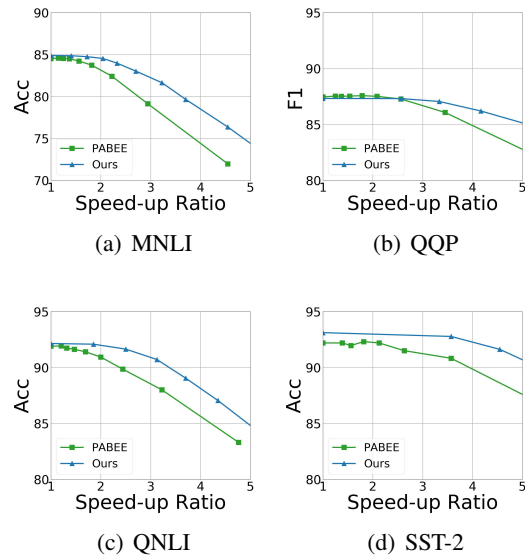 90
85
80
75
70
Acc
PABEE
Ours
1 2 3 4 5
Speed-up Ratio
(a) MNLI
95
90
85
80
F1
PABEE
Ours
1 2 3 4 5
Speed-up Ratio
(b) QQP
95
90
85
80
Acc
PABEE
Ours
1 2 3 4 5
Speed-up Ratio
(c) QNLI
95
90
85
80
Acc
PABEE
Ours
1 2 3 4 5
Speed-up Ratio
(d) SST-2